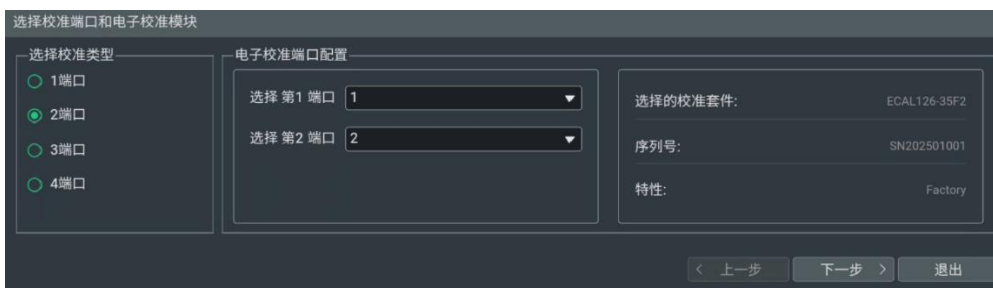 选择校准端口和电子校准模块
选择校准类型
1端口
2端口
3端口
4端口
电子校准端口配置
选择 第1 端口 1
选择 第2 端口 2
选择的校准套件: ECAL126-35F2
序列号: SN202501001
特性: Factory
< 上一步
下一步 >
退出